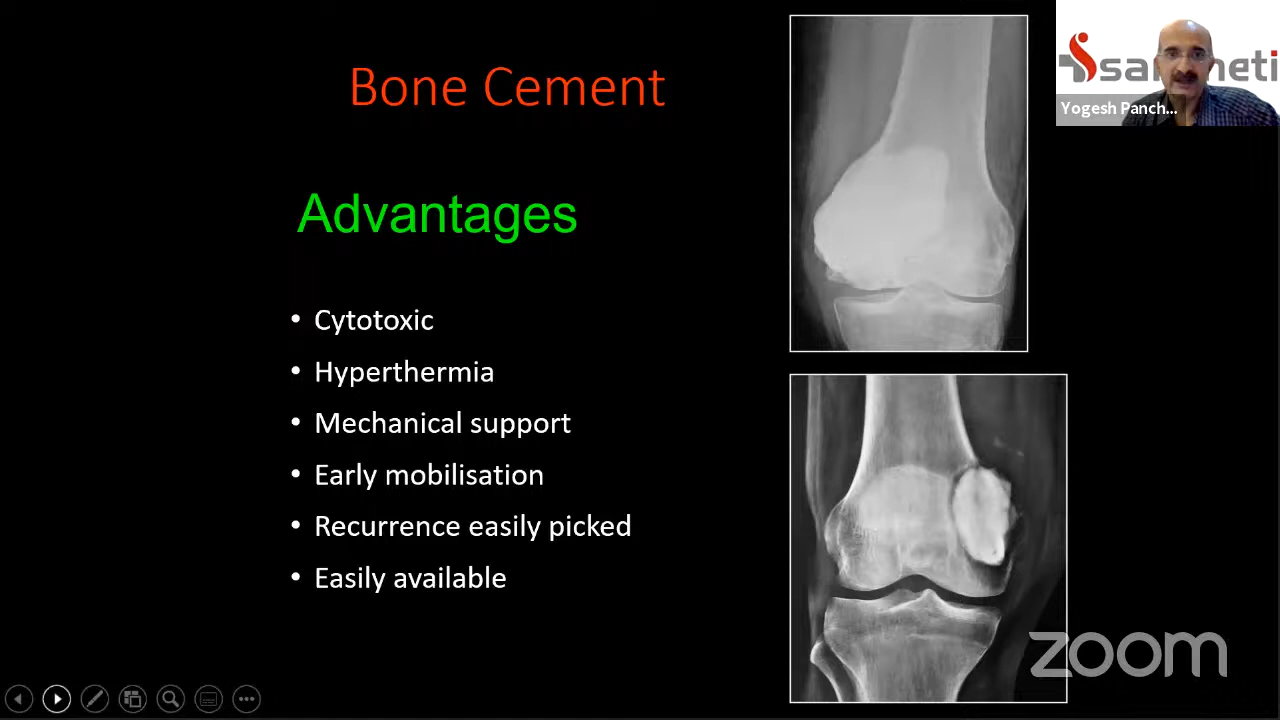 Bone Cement
Advantages
• Cytotoxic
• Hyperthermia
• Mechanical support
• Early mobilisation
• Recurrence easily picked
• Easily available
Yogesh Panch...
zoom